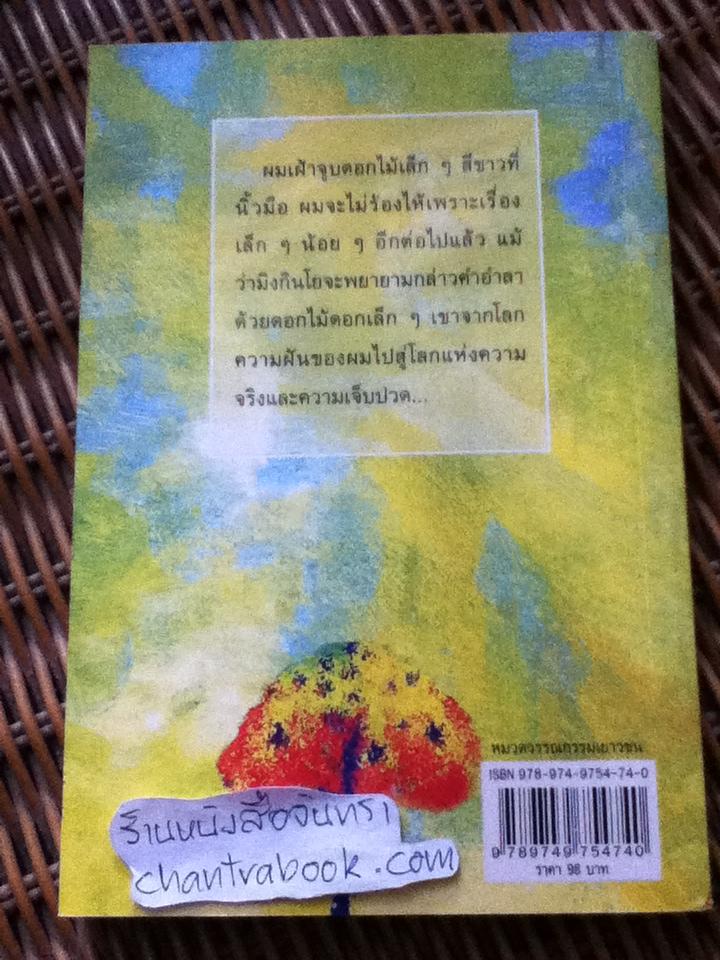 ผมเฝ้าจูบดอกไม้เล็ก ๆ สีขาวที่
นิ้วมือ ผมจะไม่ร้องไห้เพราะเรื่อง
เล็ก ๆ น้อย ๆ อีกต่อไปแล้ว แม้
ว่ามิงกินโยจะพยายามกล่าวคำอำลา
ด้วยดอกไม้ดอกเล็ก ๆ เขาจากโลก
ความฝันของผมไปสู่โลกแห่งความ
จริงและความเจ็บปวด...
หมวดวรรณกรรมเยาวชน
ISBN 978-974-9754-74-0
9 789749 754740
ราคา 98 บาท
ร้านหนังสือจันทรา
chantrabook.com